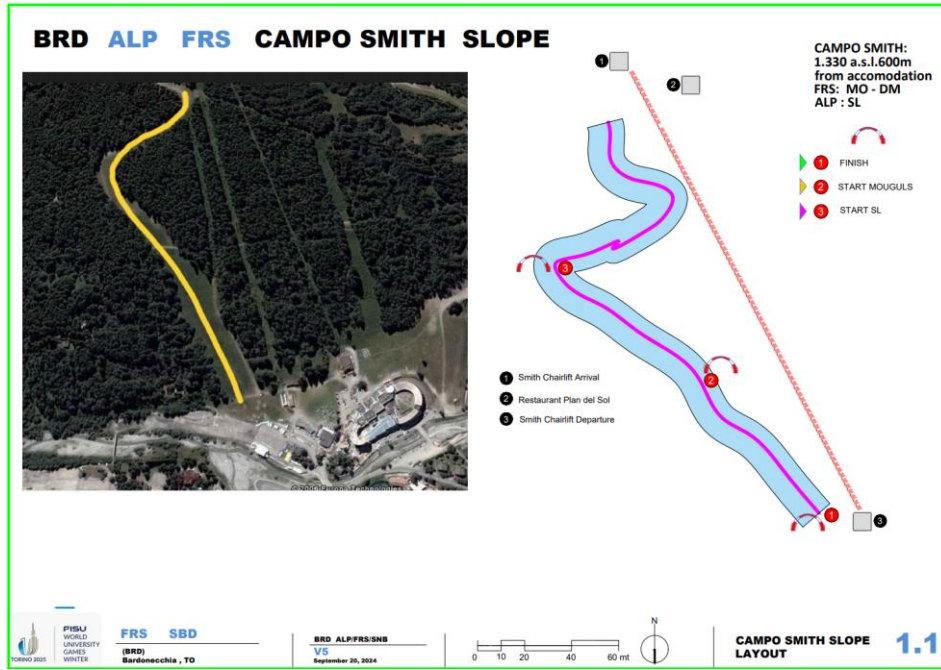 BRD ALP FRS CAMPO SMITH SLOPE
CAMPO SMITH:
1.330 a.s.l.600m
from accomodation
FRS: MO - DM
ALP : SL
1 FINISH
2 START MOUGULS
3 START SL
1
2
3
2
1
3
1 Smith Chairlift Arrival
2 Restaurant Plan del Sol
3 Smith Chairlift Departure
TORINO 2025
FISU
WORLD
UNIVERSITY
GAMES
WINTER
FRS SBD
(BRD)
Bardonecchia , TO
BRD ALP/FRS/SNB
V5
September 20, 2024
0 10 20 40 60 mt
N
CAMPO SMITH SLOPE
LAYOUT
1.1